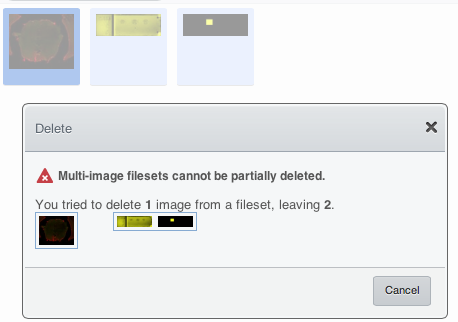 Delete
Multi-image filesets cannot be partially deleted.
You tried to delete 1 image from a fileset, leaving 2.
Cancel